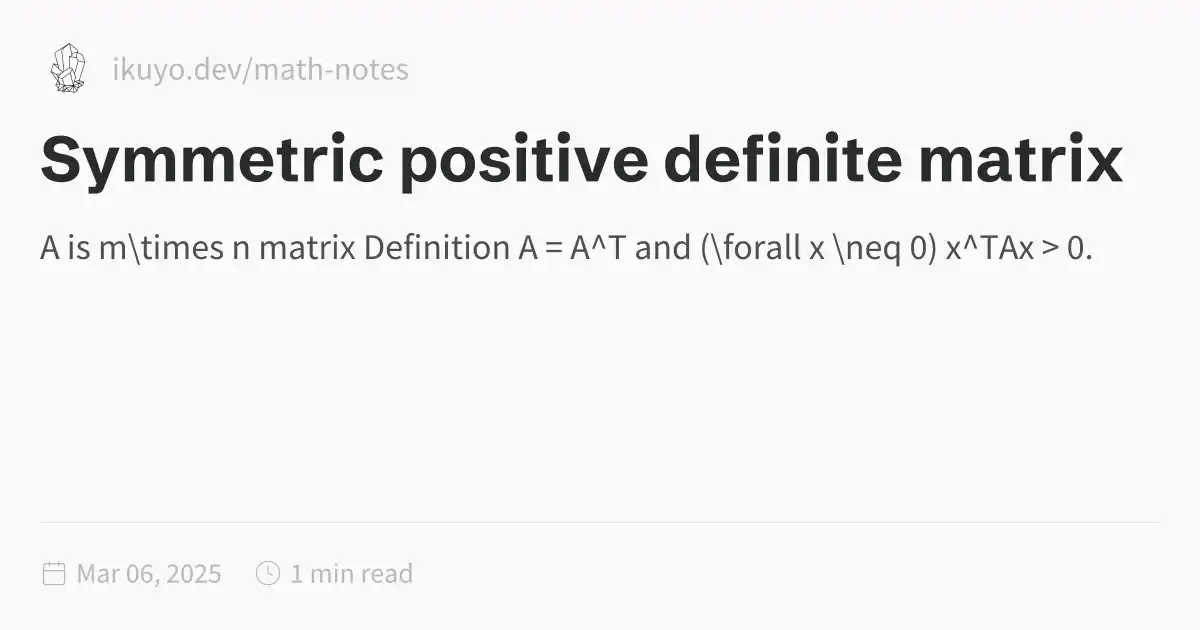 ikuyo.dev/math-notes
Symmetric positive definite matrix
A is m\times n matrix Definition A = A^T and (\forall x \neq 0) x^TAx > 0.
Mar 06, 2025
1 min read